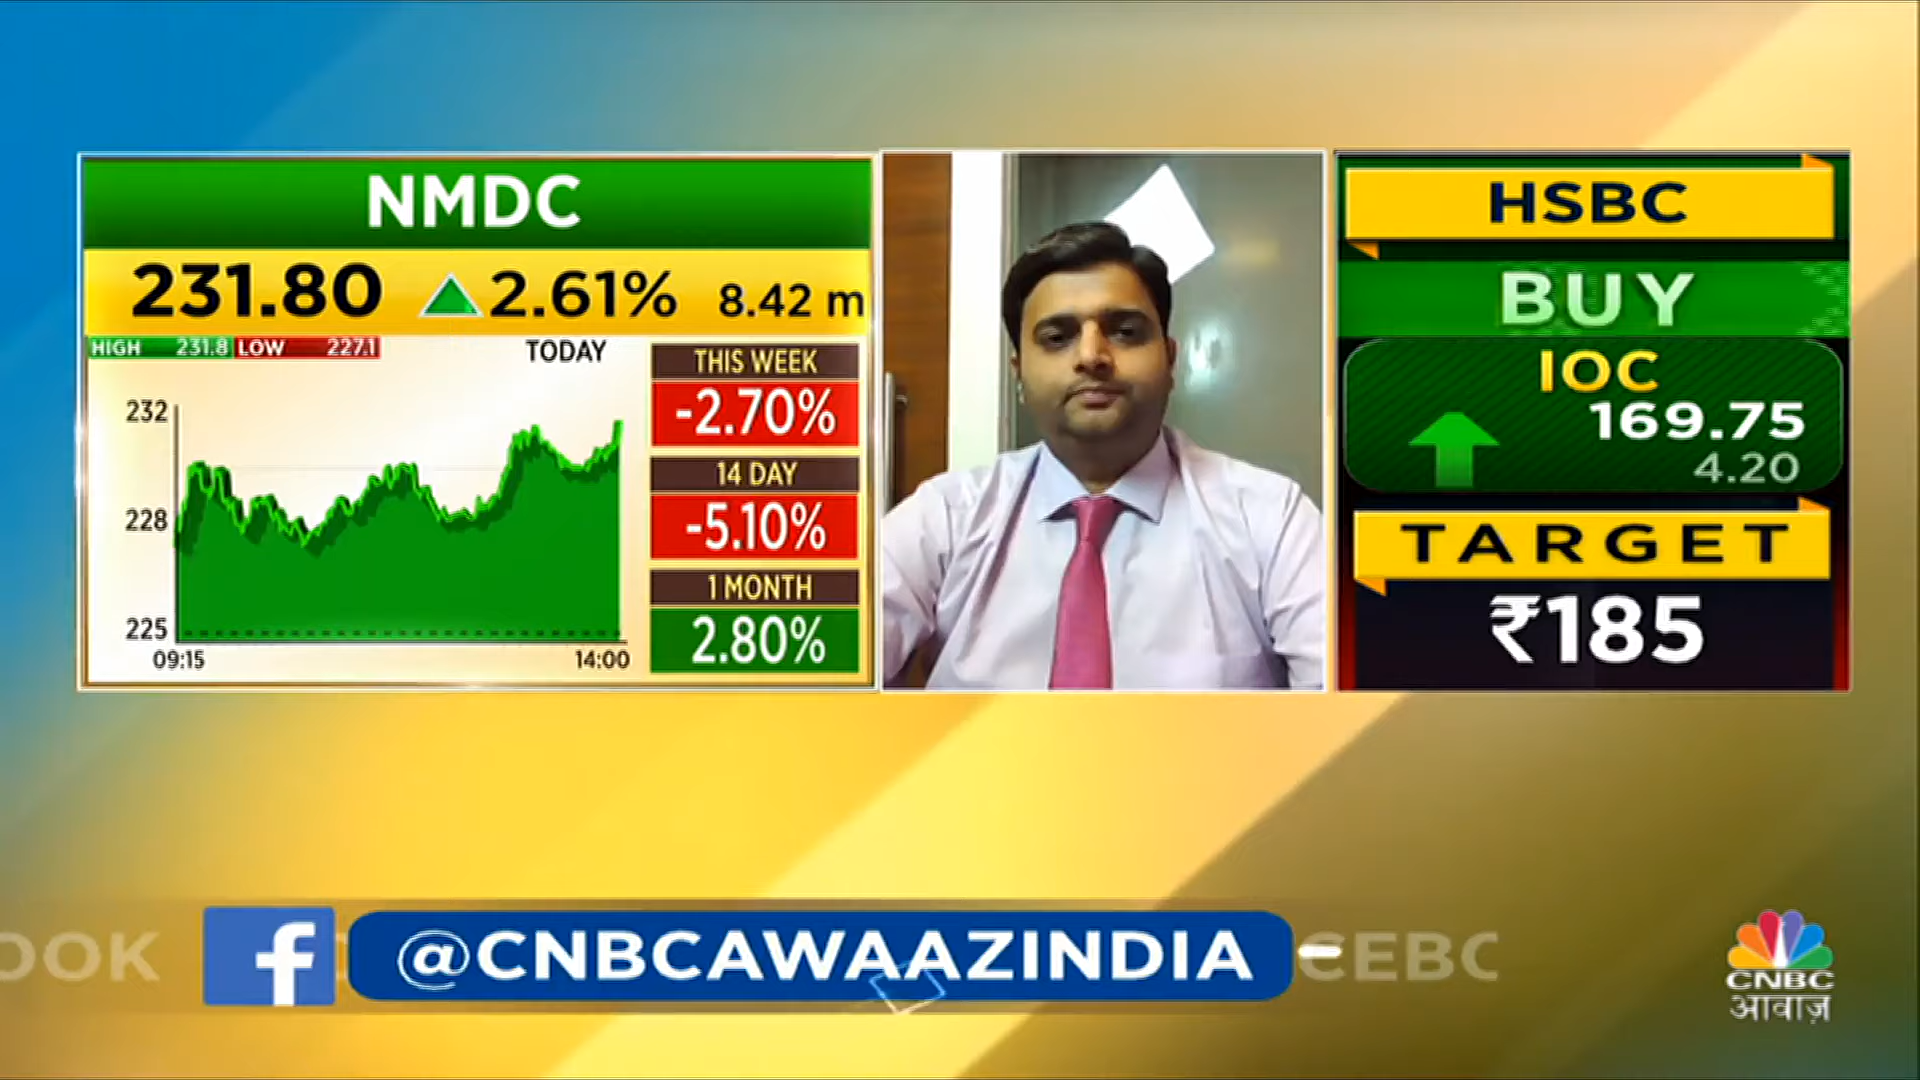 NMDC
231.80 2.61% 8.42 m
HIGH 231.8 LOW 227.1
TODAY
232
228
225
09:15 14:00
THIS WEEK
-2.70%
14 DAY
-5.10%
1 MONTH
2.80%
HSBC
BUY
IOC
169.75
4.20
TARGET
₹185
OOK
f
@CNBCAWAAZINDIA
CEBC
CNBC
आवाज़